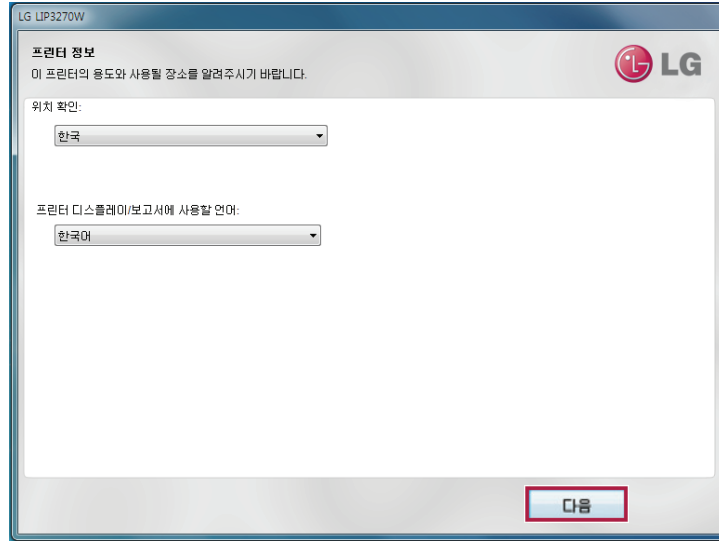 LG LIP3270W
프린터 정보
이 프린터의 용도와 사용될 장소를 알려주시기 바랍니다.
LG
위치 확인:
한국
프린터 디스플레이/보고서에 사용할 언어:
한국어
다음